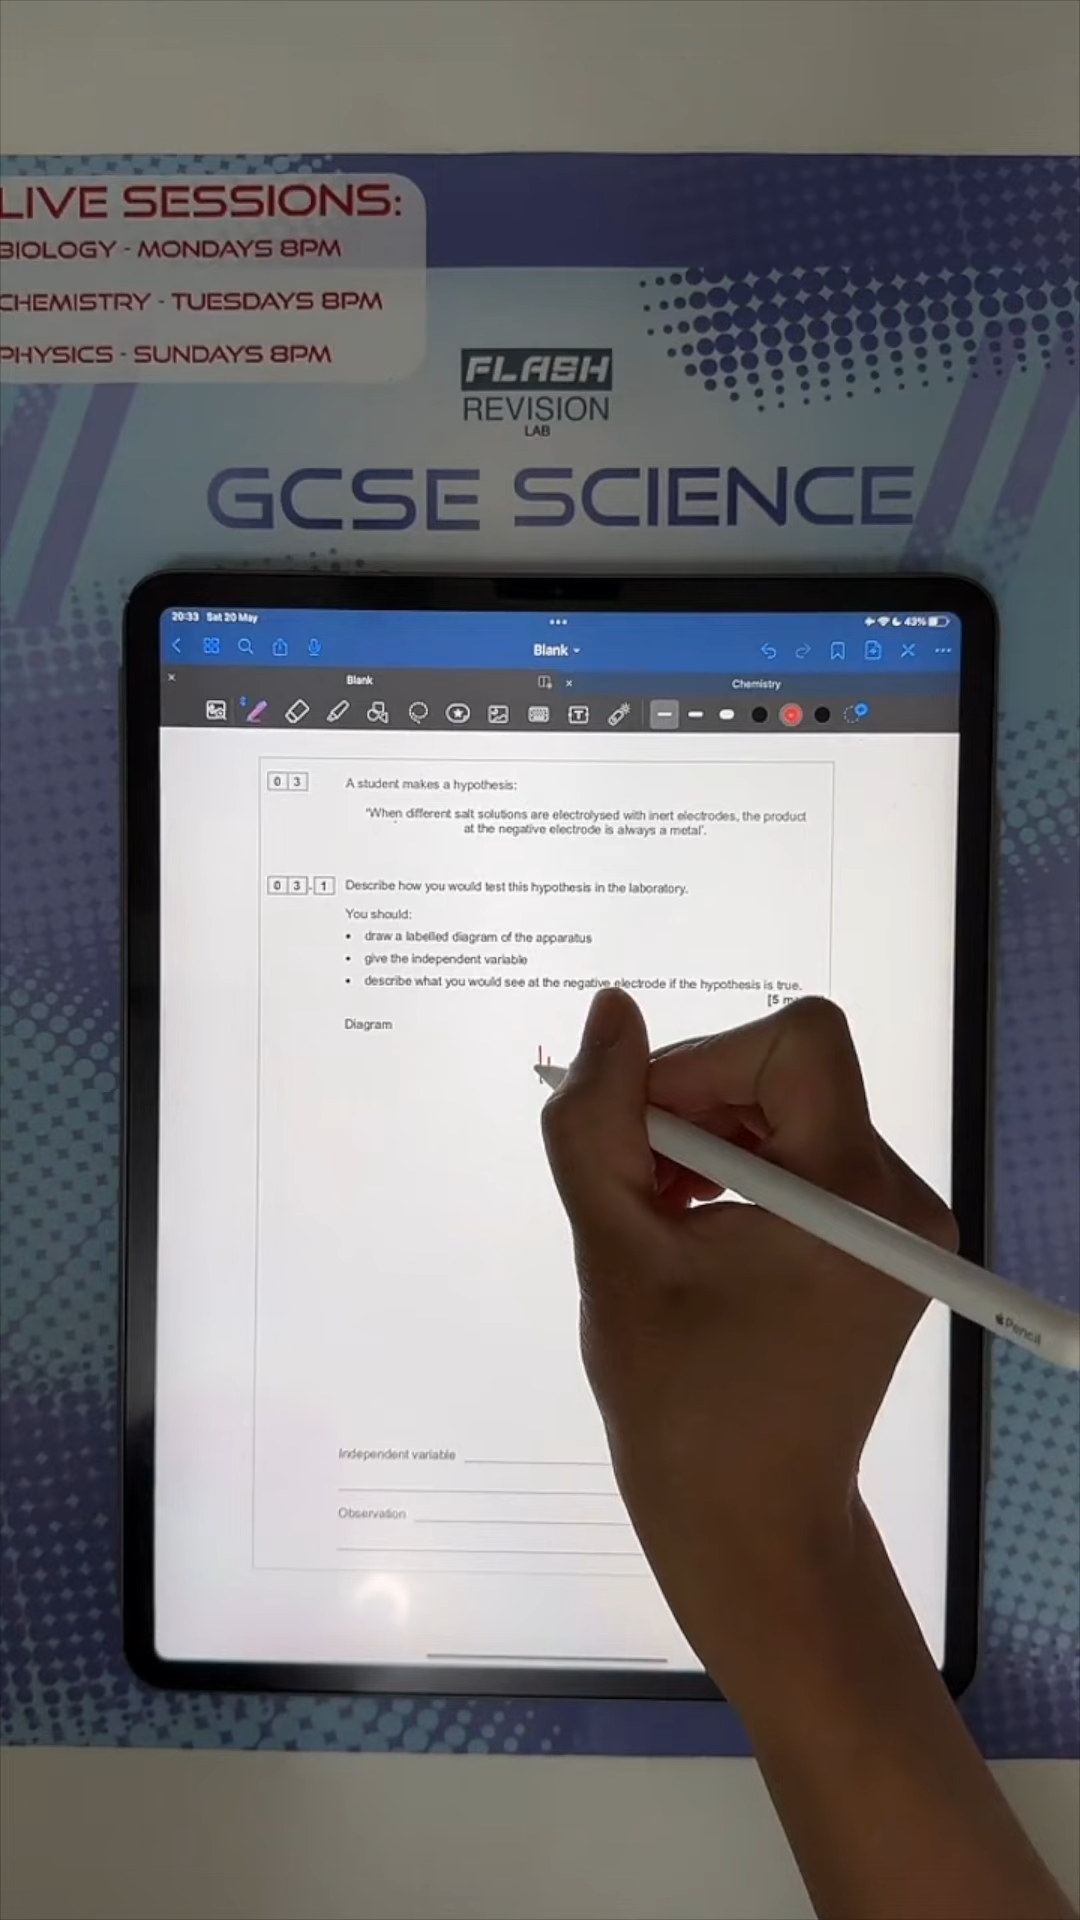 LIVE SESSIONS:
BIOLOGY - MONDAYS 8PM
CHEMISTRY - TUESDAYS 8PM
PHYSICS - SUNDAYS 8PM
FLASH
REVISION
LAB
GCSE SCIENCE
20:33 Sat 20 May
43%
Blank
Blank
Chemistry
0 3 A student makes a hypothesis:
'When different salt solutions are electrolysed with inert electrodes, the product
at the negative electrode is always a metal'.
0 3 . 1 Describe how you would test this hypothesis in the laboratory.
You should:
• draw a labelled diagram of the apparatus
• give the independent variable
• describe what you would see at the negative electrode if the hypothesis is true.
[5
Diagram
Independent variable
Observation
Pencil